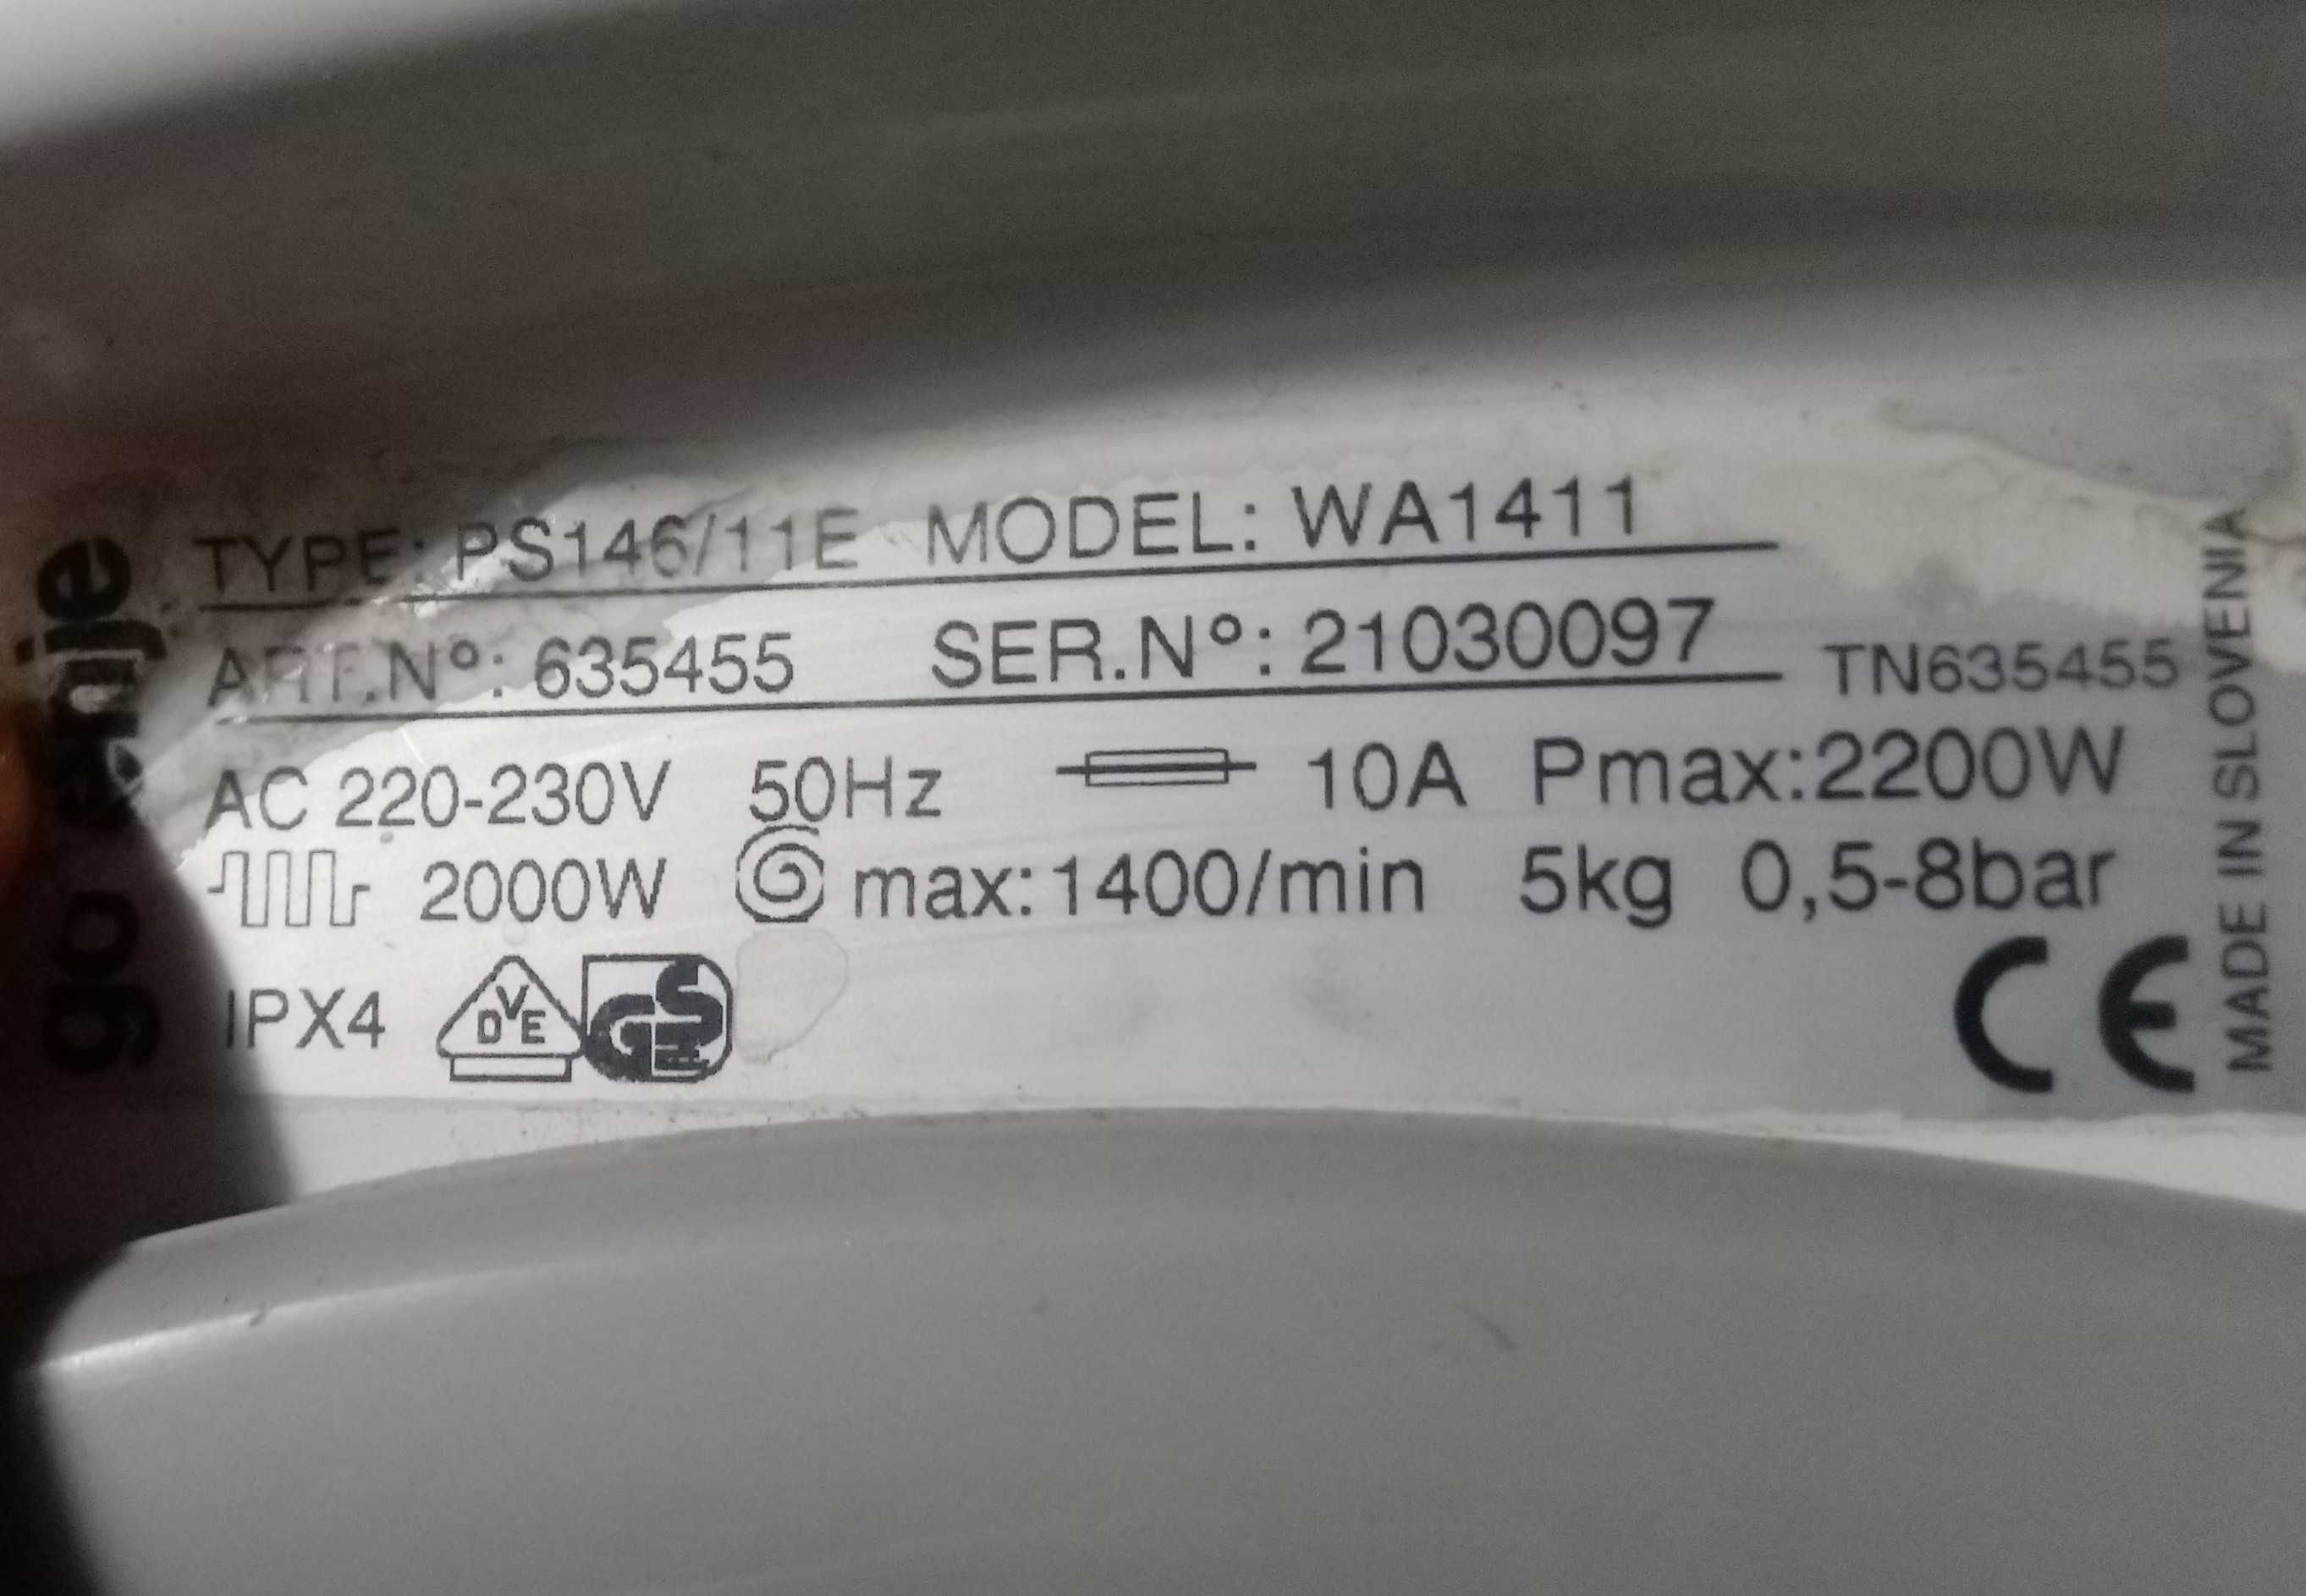 TYPE: PS146/11E MODEL: WA1411
ART.N°: 635455 SER.N°: 21030097 TN635455
AC 220-230V 50Hz 10A Pmax:2200W
2000W max:1400/min 5kg 0,5-8bar
IPX4 DVE GS CE
MADE IN SLOVENIA